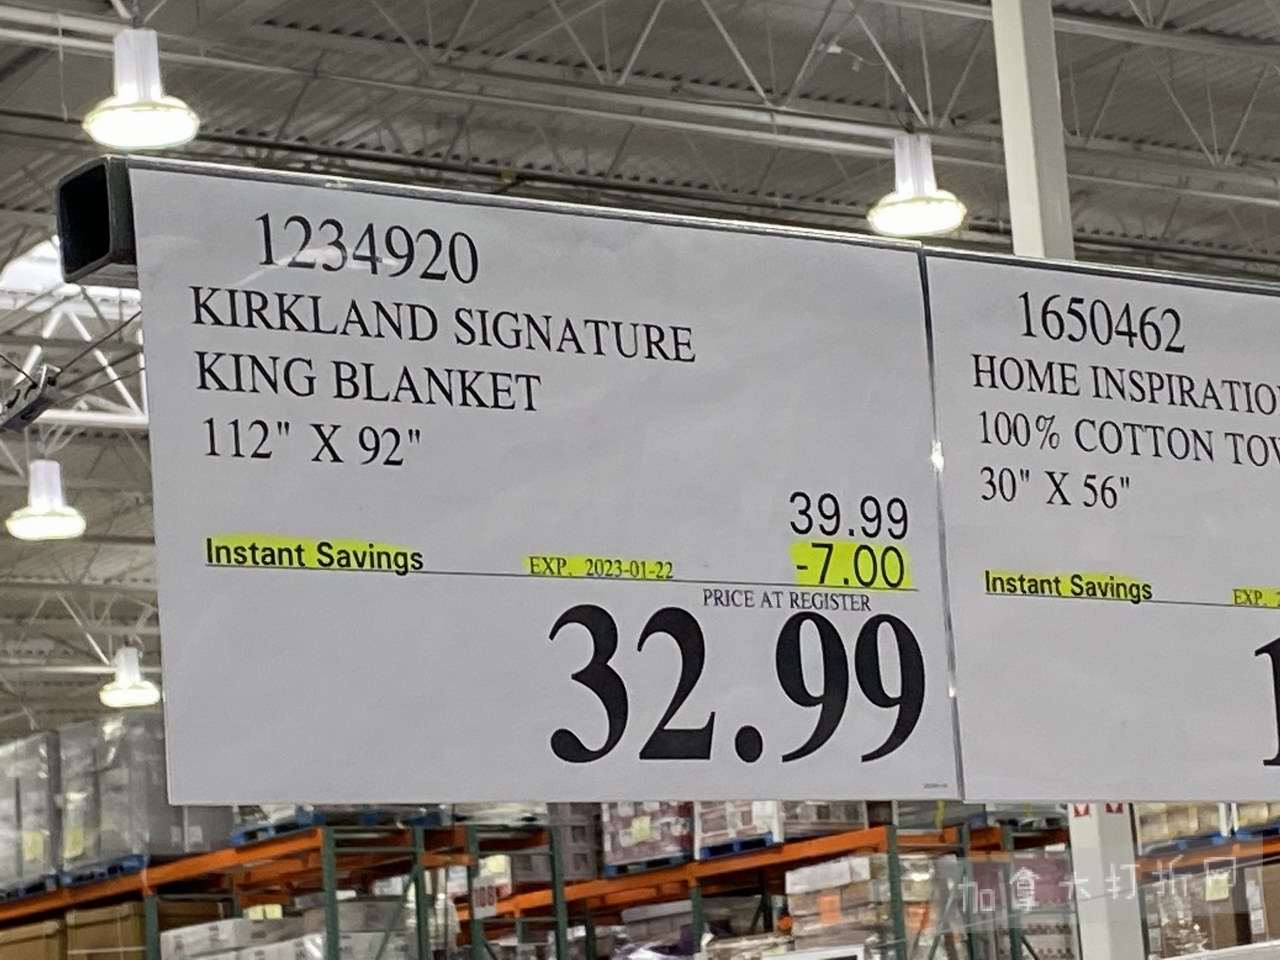 1234920
KIRKLAND SIGNATURE
KING BLANKET
112" X 92"
39.99
Instant Savings EXP. 2023-01-22 -7.00
PRICE AT REGISTER
32.99
1650462
HOME INSPIRATIO
100% COTTON TOW
30" X 56"
Instant Savings EXP.
1
加拿大打折网